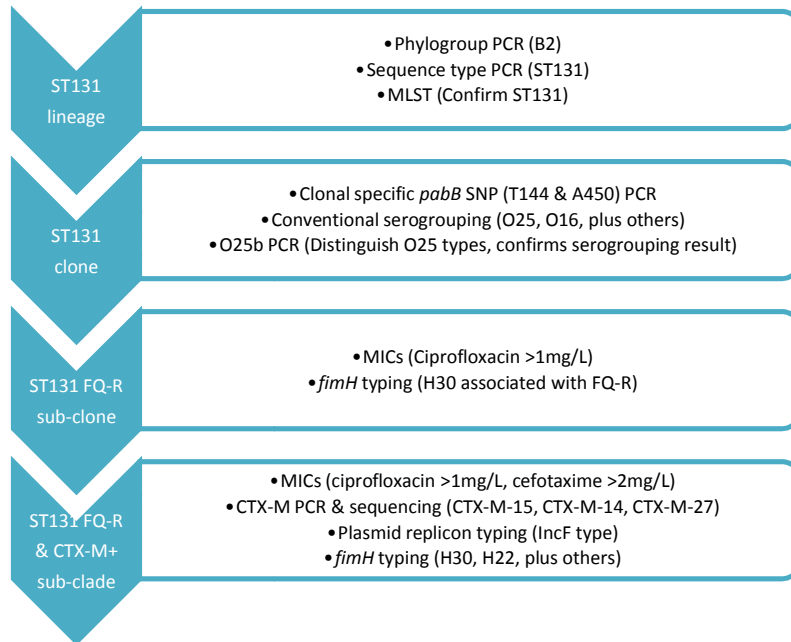 ST131
lineage
•Phylogroup PCR (B2)
•Sequence type PCR (ST131)
•MLST (Confirm ST131)
ST131
clone
•Clonal specific pabB SNP (T144 & A450) PCR
•Conventional serogrouping (O25, O16, plus others)
•O25b PCR (Distinguish O25 types, confirms serogrouping result)
ST131 FQ-R
sub-clone
•MICs (Ciprofloxacin >1mg/L)
•fimH typing (H30 associated with FQ-R)
ST131 FQ-R
& CTX-M+
sub-clade
•MICs (ciprofloxacin >1mg/L, cefotaxime >2mg/L)
•CTX-M PCR & sequencing (CTX-M-15, CTX-M-14, CTX-M-27)
•Plasmid replicon typing (IncF type)
•fimH typing (H30, H22, plus others)